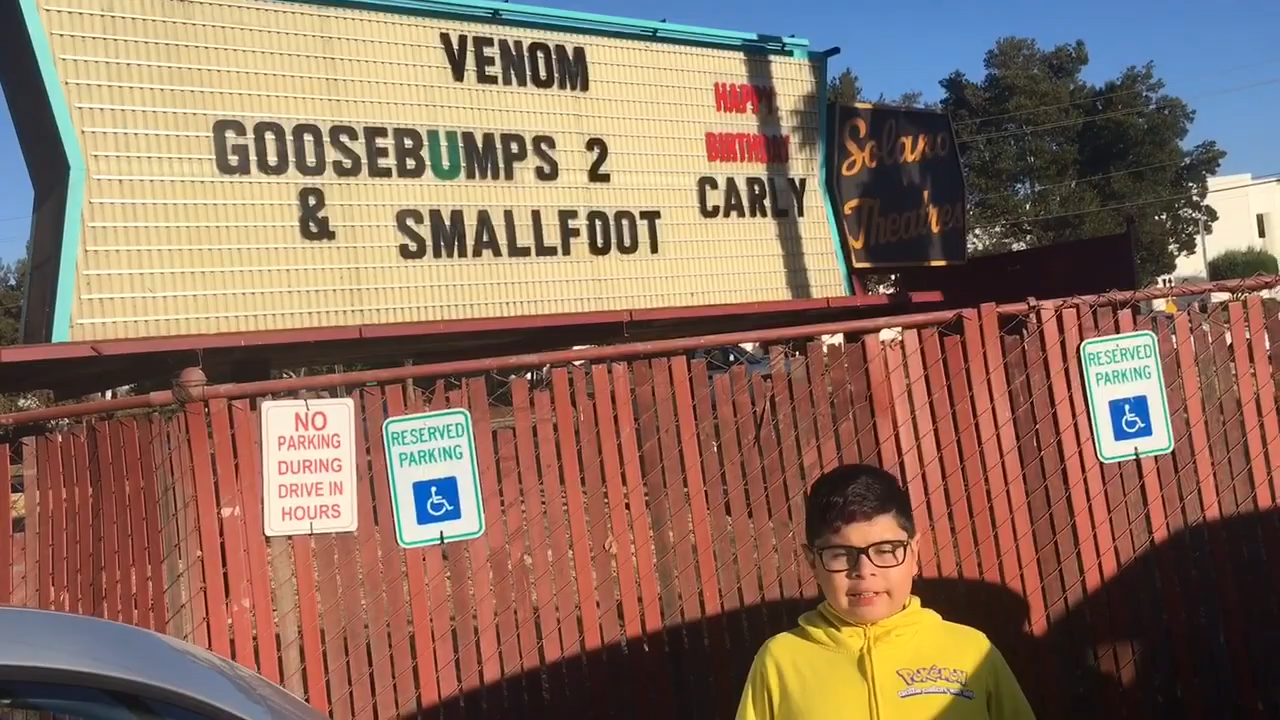 VENOM
HAPPY
BIRTHDAY
CARLY
GOOSEBUMPS 2
& SMALLFOOT
Solano
Theatres
NO
PARKING
DURING
DRIVE IN
HOURS
RESERVED
PARKING
RESERVED
PARKING
POKéMON